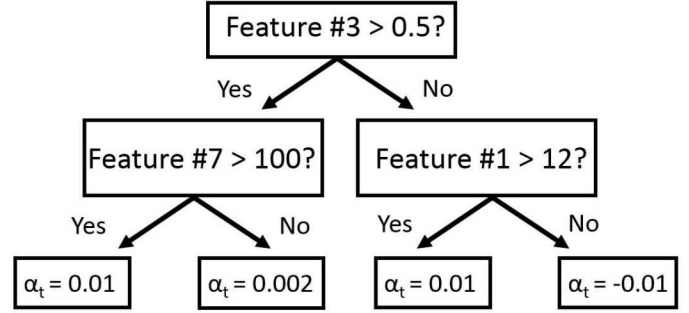 Feature #3 > 0.5?
Yes
No
Feature #7 > 100?
Feature #1 > 12?
Yes
No
Yes
No
αt = 0.01
αt = 0.002
αt = 0.01
αt = -0.01